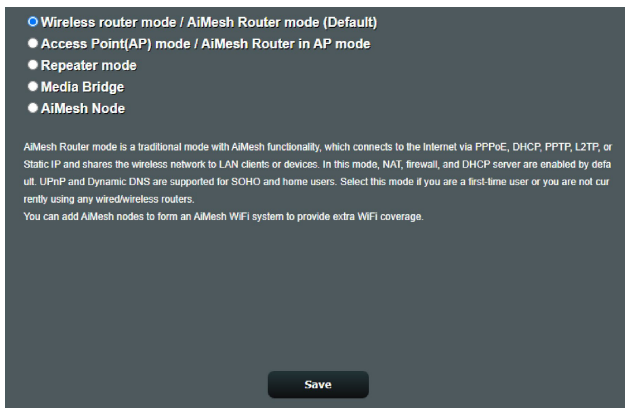 Wireless router mode / AiMesh Router mode (Default)
Access Point(AP) mode / AiMesh Router in AP mode
Repeater mode
Media Bridge
AiMesh Node
AiMesh Router mode is a traditional mode with AiMesh functionality, which connects to the Internet via PPPoE, DHCP, PPTP, L2TP, or
Static IP and shares the wireless network to LAN clients or devices. In this mode, NAT, firewall, and DHCP server are enabled by defa
ult. UPnP and Dynamic DNS are supported for SOHO and home users. Select this mode if you are a first-time user or you are not cur
rently using any wired/wireless routers.
You can add AiMesh nodes to form an AiMesh WiFi system to provide extra WiFi coverage.
Save